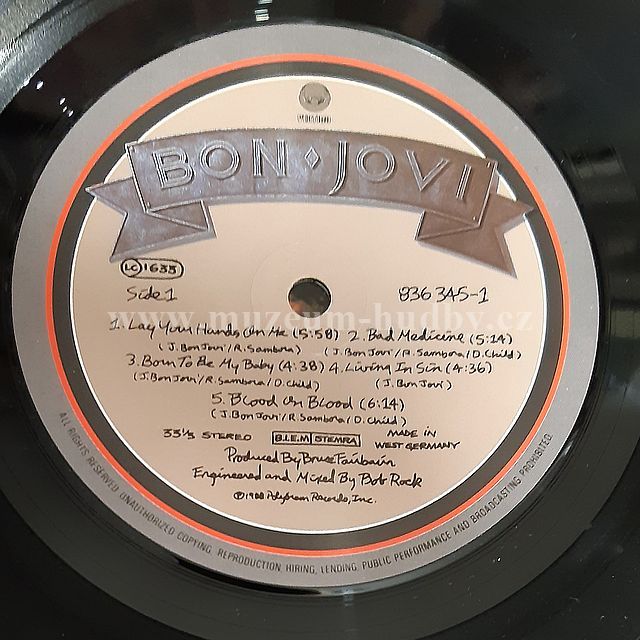 BON◆JOVI
LC 1633
Side 1
836 345-1
www.muzeum-hudby.cz
1. Lay Your Hands On Me (5:58) 2. Bad Medicine (5:14)
(J. Bon Jovi/R. Sambora) (J. Bon Jovi/R. Sambora/D. Child)
3. Born To Be My Baby (4:38) 4. Living In Sin (4:36)
(J. Bon Jovi/R. Sambora/D. Child) (J. Bon Jovi)
5. Blood On Blood (6:14)
(J. Bon Jovi/R. Sambora/D. Child)
33⅓ STEREO B.I.E.M STEMRA MADE IN
WEST GERMANY
Produced By Bruce Fairbairn
Engineered and Mixed By Bob Rock
℗©1988 Polygram Records, Inc.
ALL RIGHTS RESERVED UNAUTHORIZED COPYING, REPRODUCTION, HIRING, LENDING, PUBLIC PERFORMANCE AND BROADCASTING PROHIBITED.